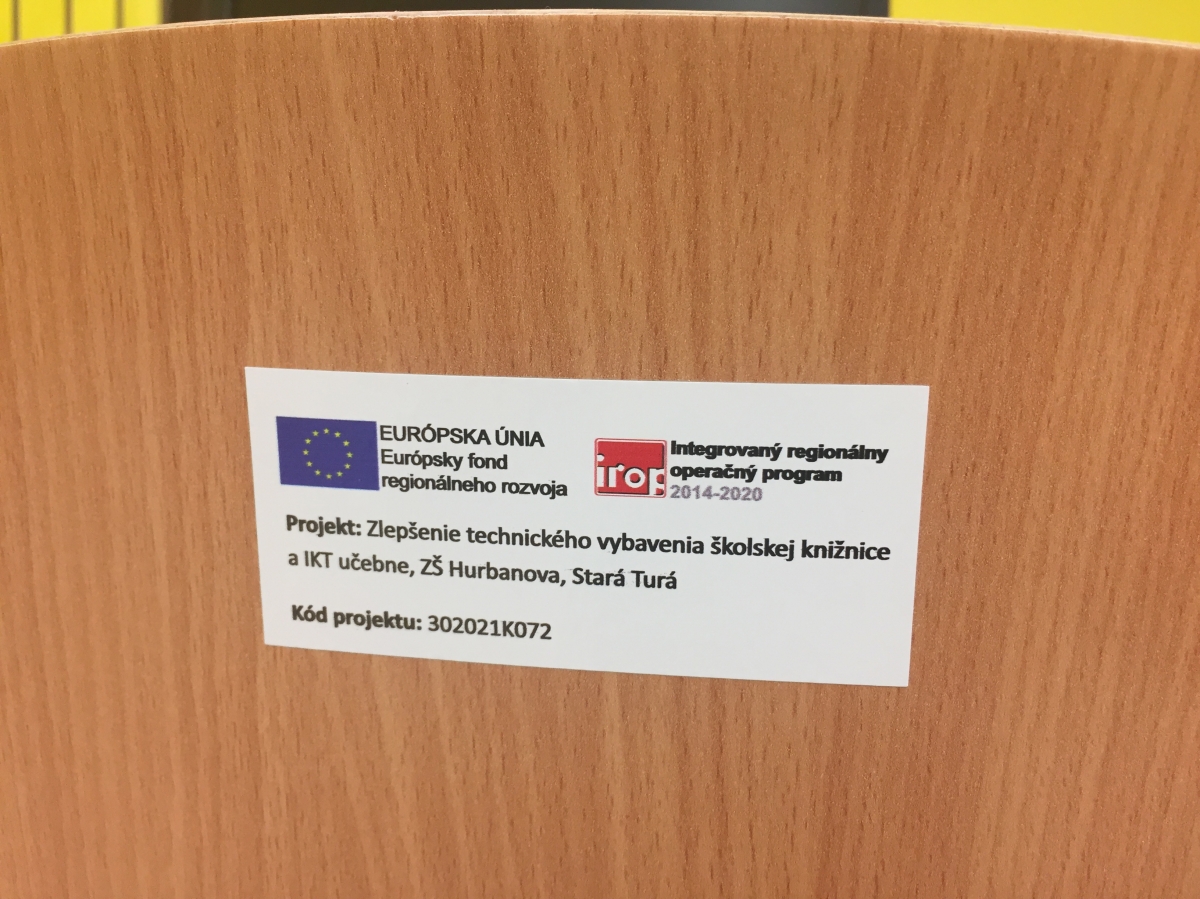 EURÓPSKA ÚNIA
Európsky fond
regionálneho rozvoja
irop
Integrovaný regionálny
operačný program
2014-2020
Projekt: Zlepšenie technického vybavenia školskej knižnice
a IKT učebne, ZŠ Hurbanova, Stará Turá
Kód projektu: 302021K072